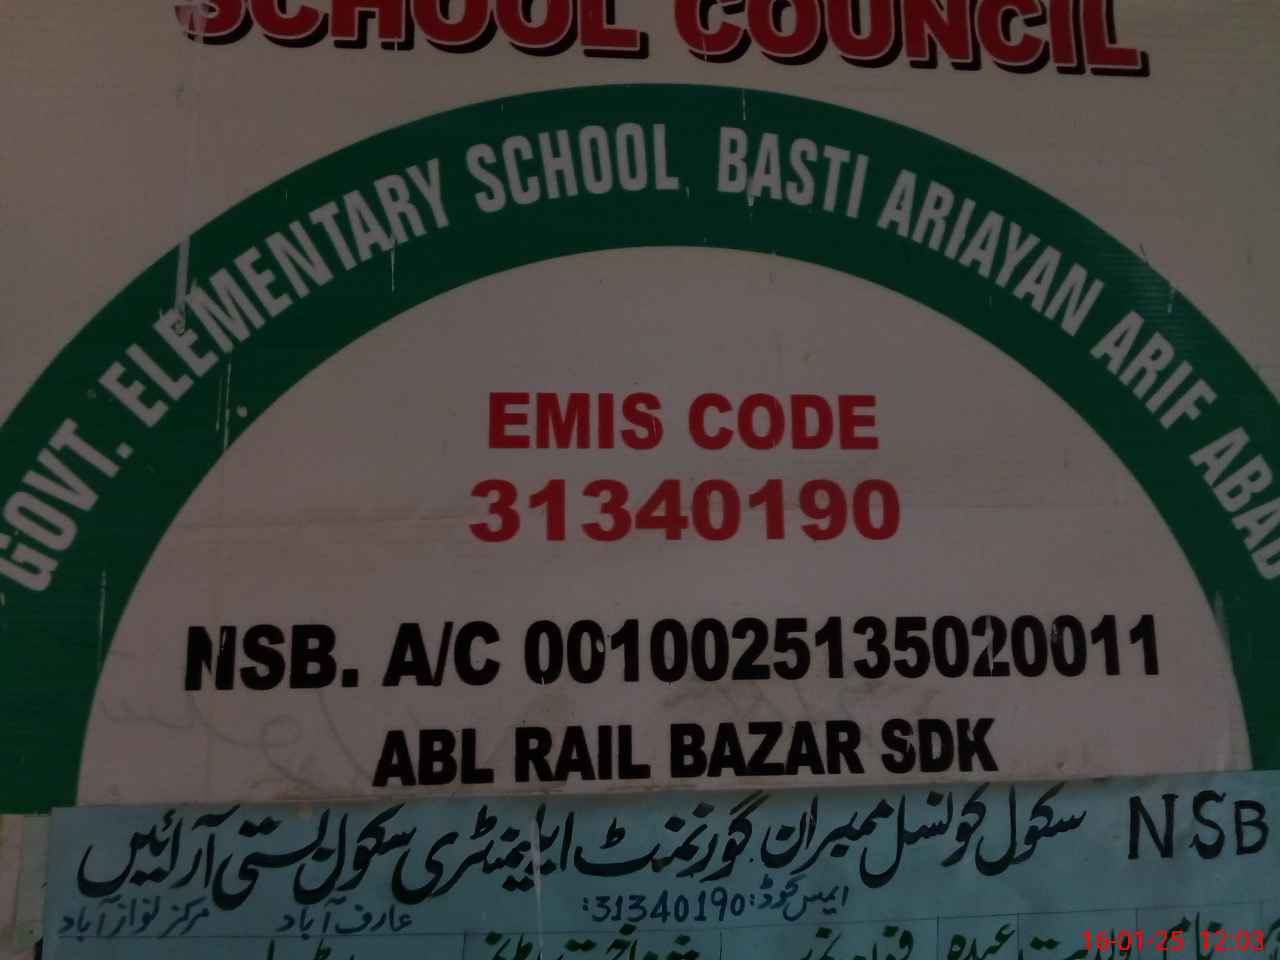 SCHOOL COUNCIL
GOVT. ELEMENTARY SCHOOL BASTI ARIAYAN ARIF ABAD
EMIS CODE
31340190
NSB. A/C 0010025135020011
ABL RAIL BAZAR SDK
سکول کونسل ممبران گورنمنٹ ایلیمنٹری سکول بستی آرائیں NSB
ایمس کوڈ: 31340190:
عارف آباد مرکز نواز آباد
عہدہ
16-01-25 12:03